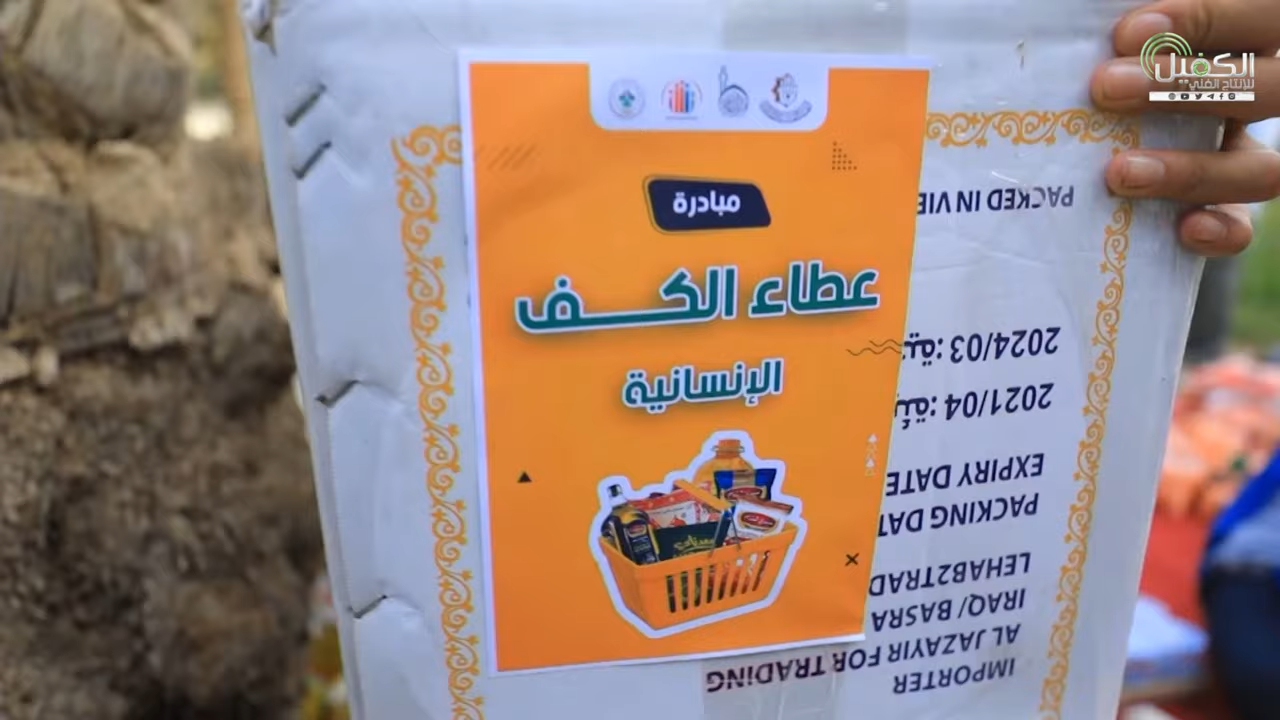 الكفيل
للإنتاج الفني
مبادرة
عطاء الكف
الإنسانية
IMPORTER
AL JAZAYIR FOR TRADING
IRAQ/ BASRA
LEHAB2TRAD
PACKING DAT
EXPIRY DATE
2021/04
2024/03
PACKED IN VIE